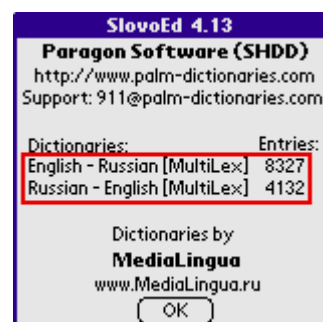 SlovoEd 4.13
Paragon Software (SHDD)
http://www.palm-dictionaries.com
Support: 911@palm-dictionaries.com
Dictionaries: Entries:
English - Russian [MultiLex] 8327
Russian - English [MultiLex] 4132
Dictionaries by
MediaLingua
www.MediaLingua.ru
OK